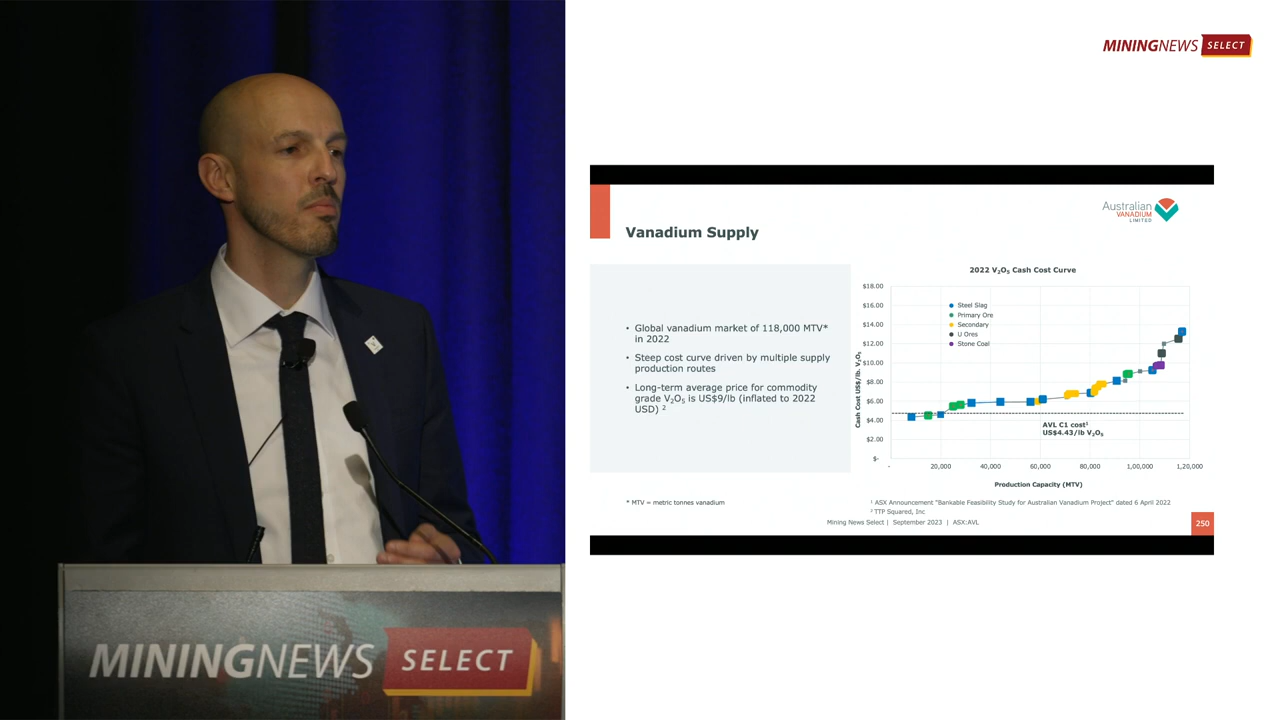 MININGNEWS SELECT
Australian
VANADIUM
LIMITED
Vanadium Supply
• Global vanadium market of 118,000 MTV*
in 2022
• Steep cost curve driven by multiple supply
production routes
• Long-term average price for commodity
grade V₂O₅ is US$9/lb (inflated to 2022
USD) ²
* MTV = metric tonnes vanadium
2022 V₂O₅ Cash Cost Curve
Cash Cost US$/lb. V₂O₅
$18.00
$16.00
$14.00
$12.00
$10.00
$8.00
$6.00
$4.00
$2.00
$-
Steel Slag
Primary Ore
Secondary
U Ores
Stone Coal
AVL C1 cost¹
US$4.43/lb V₂O₅
- 20,000 40,000 60,000 80,000 1,00,000 1,20,000
Production Capacity (MTV)
¹ ASX Announcement "Bankable Feasibility Study for Australian Vanadium Project" dated 6 April 2022
² TTP Squared, Inc
Mining News Select | September 2023 | ASX:AVL
250
MININGNEWS SELECT